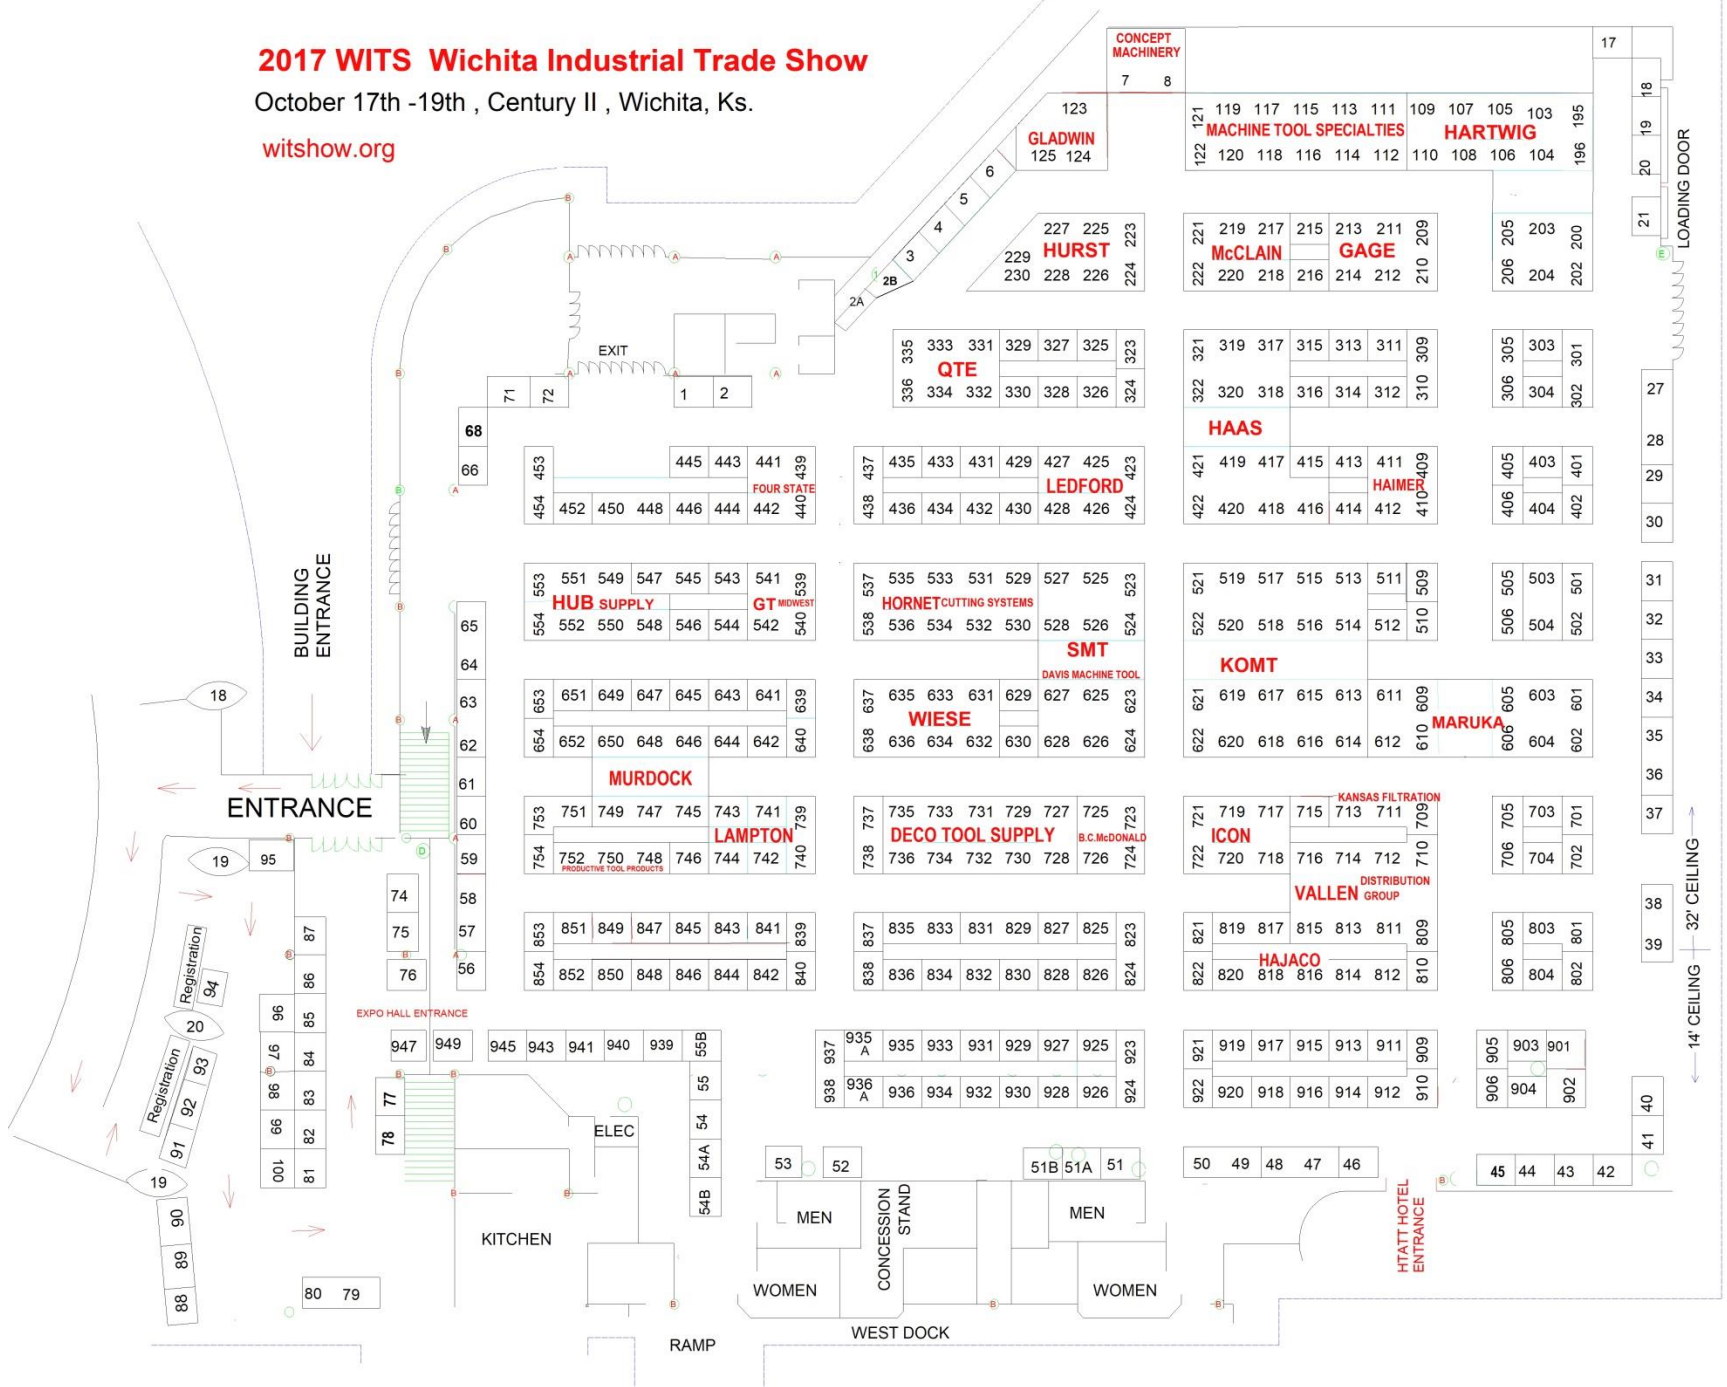 2017 WITS Wichita Industrial Trade Show
October 17th -19th , Century II , Wichita, Ks.
witshow.org
CONCEPT
MACHINERY
7 8
17
18
19
20
21
LOADING DOOR
123
GLADWIN
125 124
121 119 117 115 113 111 109 107 105 103 195
MACHINE TOOL SPECIALTIES HARTWIG
122 120 118 116 114 112 110 108 106 104 196
6
5
4
3
2B
2A
1
227 225 223
229 HURST
230 228 226 224
221 219 217 215 213 211 209
McCLAIN GAGE
222 220 218 216 214 212 210
205 203 200
206 204 202
E
EXIT
71 72
1 2
68
66
335 333 331 329 327 325 323
QTE
336 334 332 330 328 326 324
321 319 317 315 313 311 309
322 320 318 316 314 312 310
HAAS
305 303 301
306 304 302
27
28
29
30
453 445 443 441 439
FOUR STATE
454 452 450 448 446 444 442 440
437 435 433 431 429 427 425 423
LEDFORD
438 436 434 432 430 428 426 424
421 419 417 415 413 411 409
HAIMER
422 420 418 416 414 412 410
405 403 401
406 404 402
BUILDING
ENTRANCE
553 551 549 547 545 543 541 539
HUB SUPPLY GT MIDWEST
554 552 550 548 546 544 542 540
537 535 533 531 529 527 525 523
HORNET CUTTING SYSTEMS
538 536 534 532 530 528 526 524
SMT
DAVIS MACHINE TOOL
521 519 517 515 513 511 509
522 520 518 516 514 512 510
KOMT
505 503 501
506 504 502
31
32
33
34
35
36
37
65
64
63
62
61
60
59
58
57
56
653 651 649 647 645 643 641 639
654 652 650 648 646 644 642 640
MURDOCK
637 635 633 631 629 627 625 623
WIESE
638 636 634 632 630 628 626 624
621 619 617 615 613 611 609 605 603 601
MARUKA
622 620 618 616 614 612 610 606 604 602
18
ENTRANCE
19 95
D
753 751 749 747 745 743 741 739
LAMPTON
754 752 750 748 746 744 742 740
PRODUCTIVE TOOL PRODUCTS
737 735 733 731 729 727 725 723
DECO TOOL SUPPLY B.C.McDONALD
738 736 734 732 730 728 726 724
KANSAS FILTRATION
721 719 717 715 713 711 709
ICON
722 720 718 716 714 712 710
VALLEN DISTRIBUTION
GROUP
705 703 701
706 704 702
38
39
32' CEILING
14' CEILING
74
75
76
87
86
85
84
83
82
81
96
97
98
99
100
Registration
94
20
Registration
93
92
91
19
90
89
88
853 851 849 847 845 843 841 839
854 852 850 848 846 844 842 840
837 835 833 831 829 827 825 823
838 836 834 832 830 828 826 824
821 819 817 815 813 811 809
HAJACO
822 820 818 816 814 812 810
805 803 801
806 804 802
EXPO HALL ENTRANCE
947 949 945 943 941 940 939 55B
55
54
54A
54B
77
78
937 935 A 935 933 931 929 927 925 923
938 936 A 936 934 932 930 928 926 924
921 919 917 915 913 911 909
922 920 918 916 914 912 910
905 903 901
906 904 902
40
41
ELEC
53 52
51B 51A 51
50 49 48 47 46
45 44 43 42
KITCHEN
MEN
CONCESSION
STAND
MEN
HTATT HOTEL
ENTRANCE
WOMEN
WOMEN
80 79
WEST DOCK
RAMP